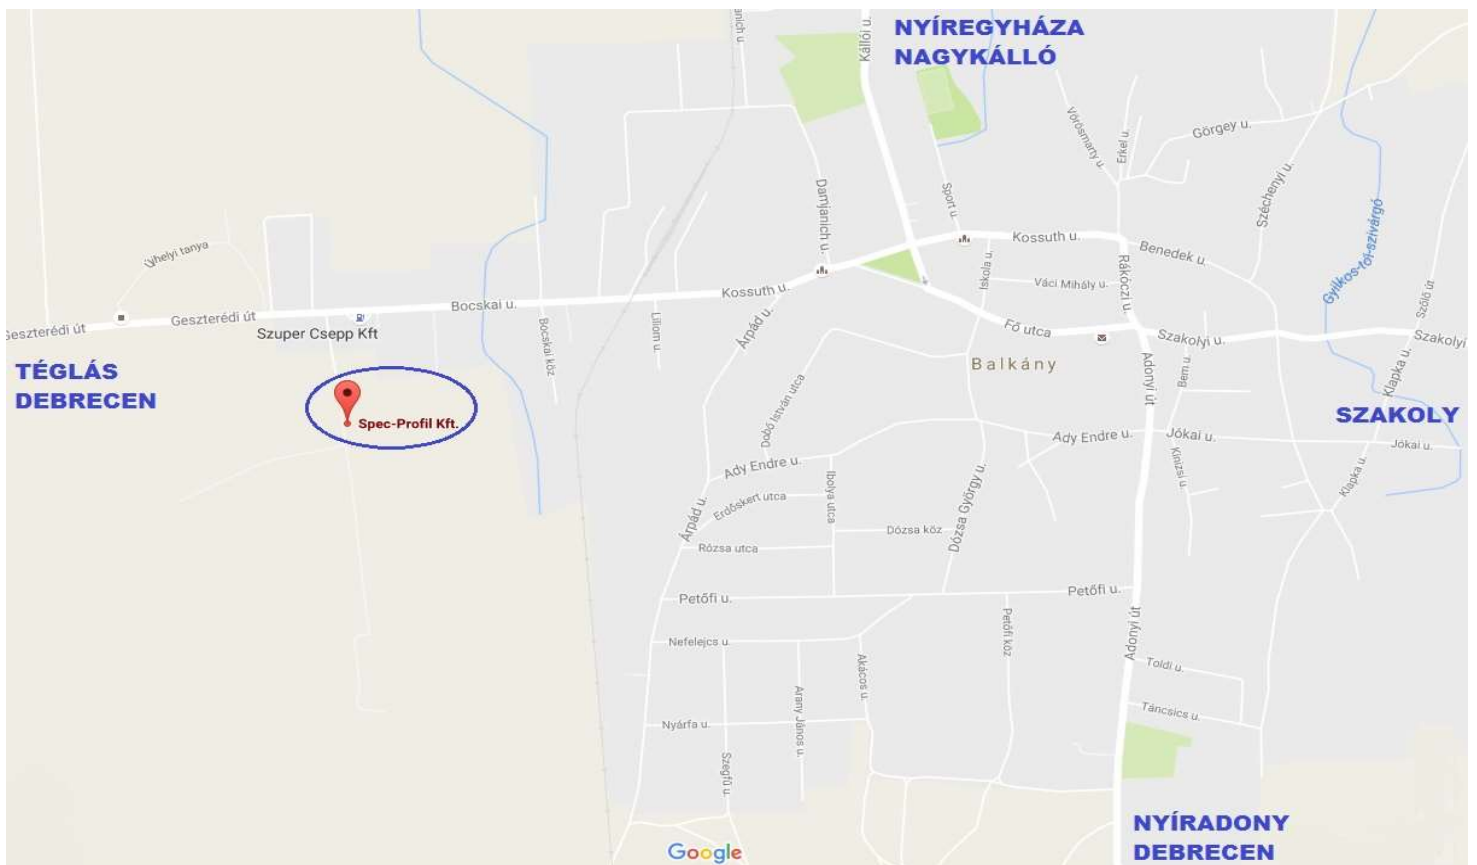 anich u.
Kállói u.
NYÍREGYHÁZA
NAGYKÁLLÓ
Vörösmarty u.
Erkel u.
Görgey u.
Damjanich u.
Sport u.
Széchenyi u.
Gyilkos-tói-szivárgó
Újhelyi tanya
Kossuth u.
Benedek u.
Iskola u.
Váci Mihály u.
Rákóczi u.
Szőlő út
Geszterédi út
Geszterédi út
Bocskai u.
Kossuth u.
Szuper Csepp Kft
Bocskai köz
Liliom u.
Árpád u.
Fő utca
Szakolyi u.
Szakolyi
Balkány
Adonyi út
Bem u.
Klapka u.
TÉGLÁS
DEBRECEN
Spec-Profil Kft.
Dobó István utca
SZAKOLY
Ady Endre u.
Ady Endre u.
Jókai u.
Jókai u.
Kinizsi u.
Klapka u.
Ibolya utca
Dózsa György u.
Erdőskert utca
Árpád u.
Dózsa köz
Rózsa utca
Petőfi u.
Petőfi u.
Petőfi köz
Adonyi út
Nefelejcs u.
Akácos u.
Arany János u.
Toldi u.
Táncsics u.
Nyárfa u.
Szegfű u.
NYÍRADONY
DEBRECEN
Google